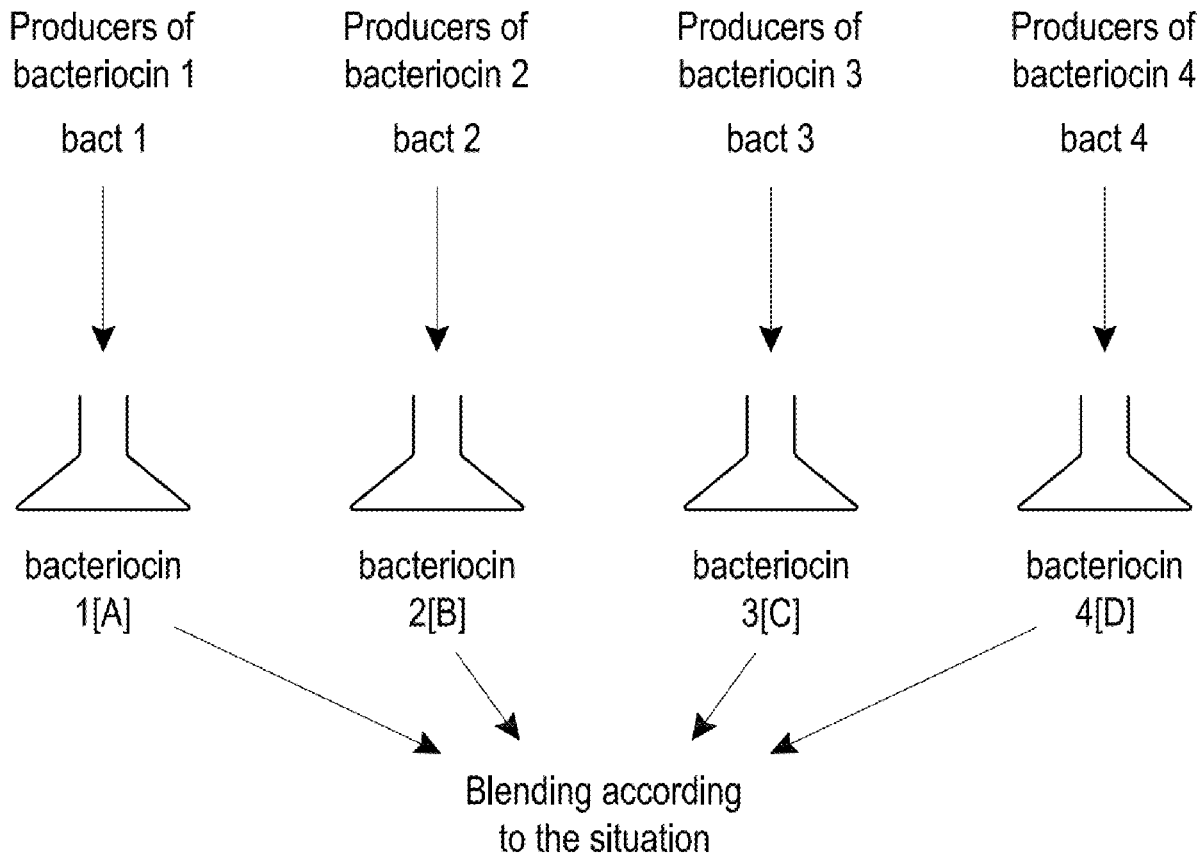 Producers of
bacteriocin 1
Producers of
bacteriocin 2
Producers of
bacteriocin 3
Producers of
bacteriocin 4
bact 1
bact 2
bact 3
bact 4
bacteriocin
1[A]
bacteriocin
2[B]
bacteriocin
3[C]
bacteriocin
4[D]
Blending according
to the situation